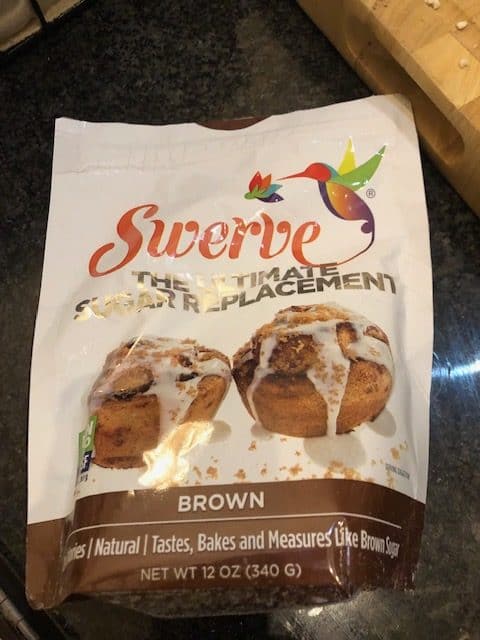 Swerve
®
THE ULTIMATE
SUGAR REPLACEMENT
BROWN
ries | Natural | Tastes, Bakes and Measures Like Brown Sugar
NET WT 12 OZ (340 G)